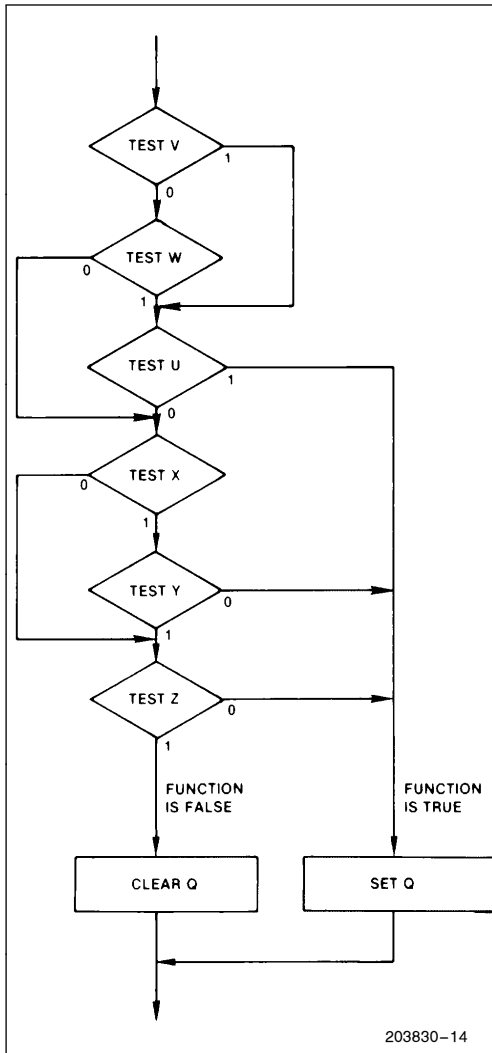 TEST V
1
0
TEST W
0
1
TEST U
1
0
TEST X
0
1
TEST Y
0
1
TEST Z
0
1
FUNCTION
IS FALSE
FUNCTION
IS TRUE
CLEAR Q
SET Q
203830–14